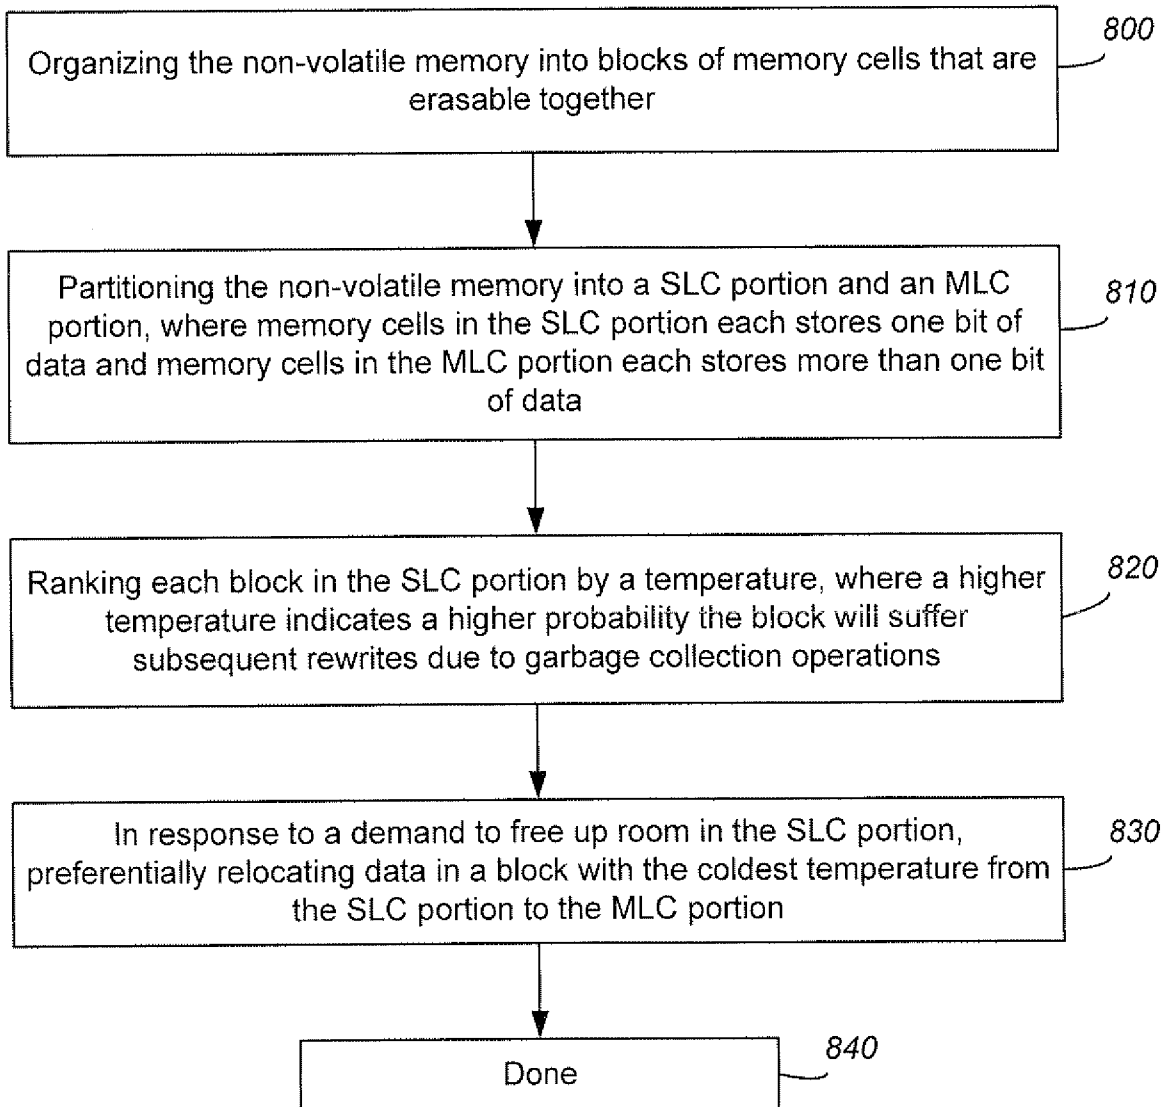 800
Organizing the non-volatile memory into blocks of memory cells that are
erasable together
810
Partitioning the non-volatile memory into a SLC portion and an MLC
portion, where memory cells in the SLC portion each stores one bit of
data and memory cells in the MLC portion each stores more than one bit
of data
820
Ranking each block in the SLC portion by a temperature, where a higher
temperature indicates a higher probability the block will suffer
subsequent rewrites due to garbage collection operations
830
In response to a demand to free up room in the SLC portion,
preferentially relocating data in a block with the coldest temperature from
the SLC portion to the MLC portion
840
Done